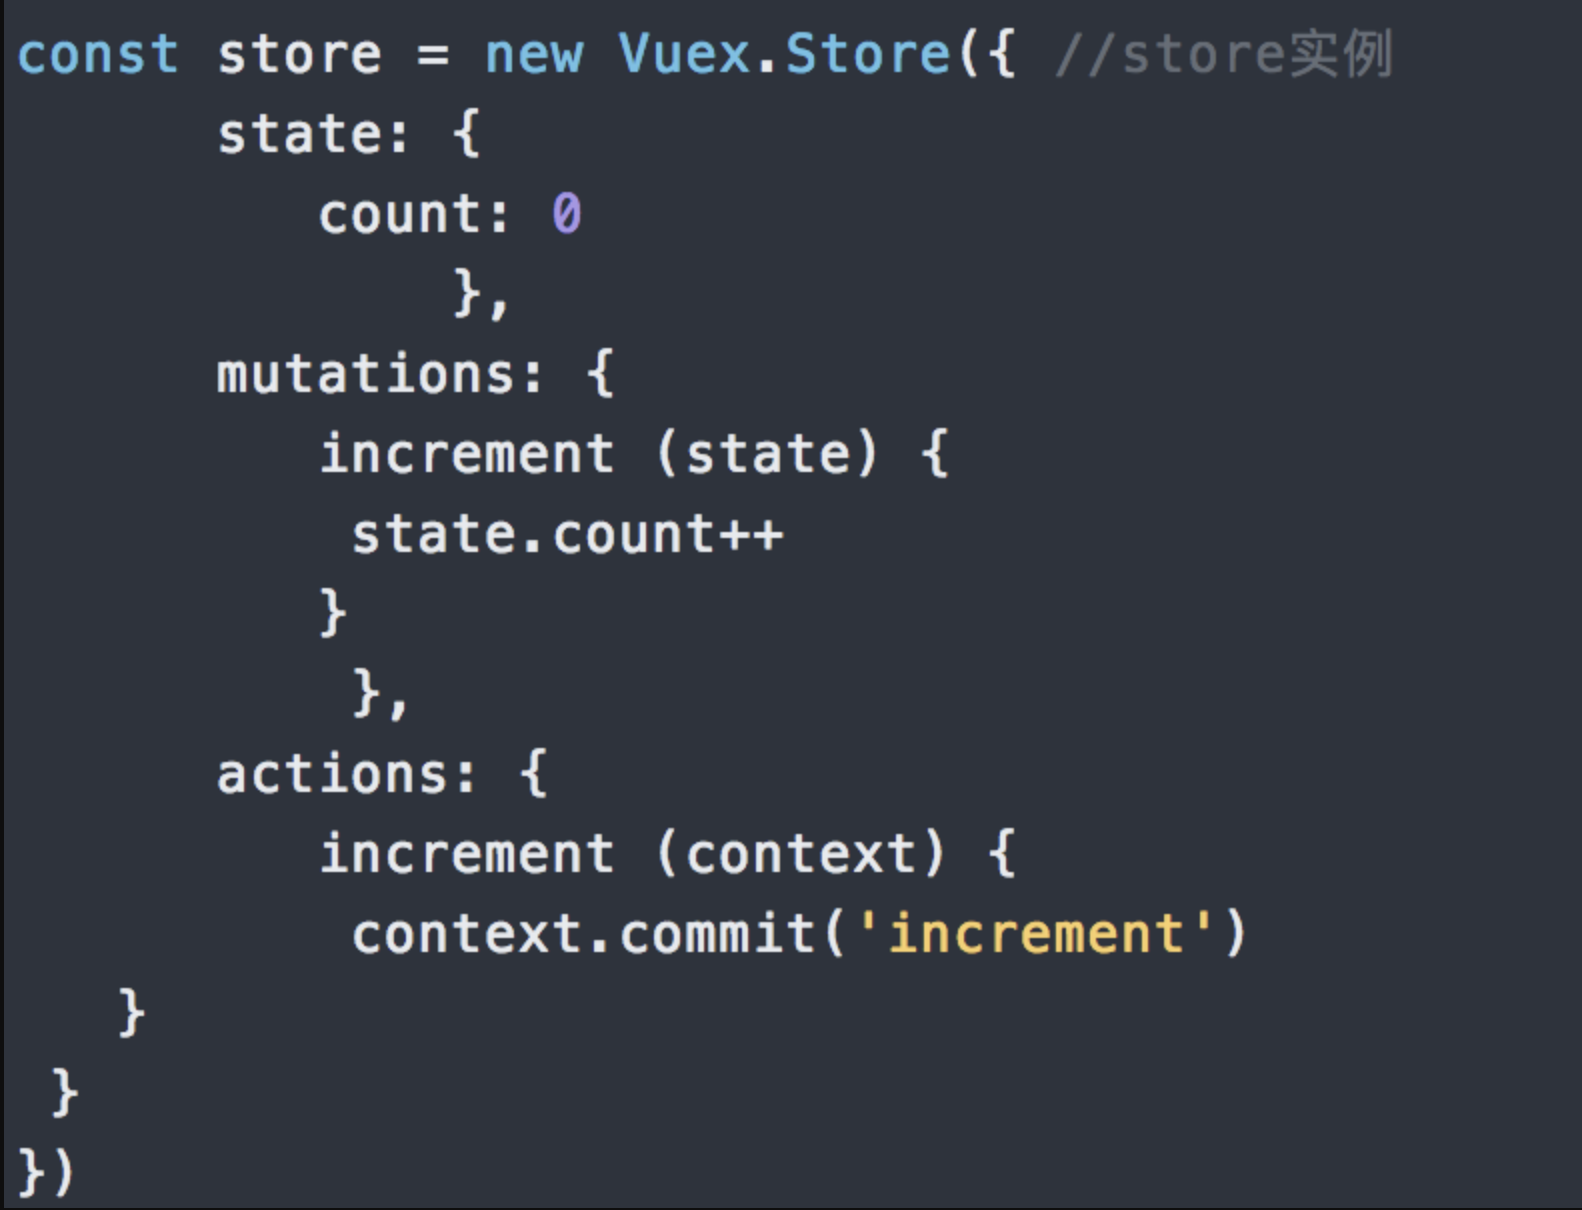 const store = new Vuex.Store({ //store实例
      state: {
         count: 0
             },
      mutations: {
         increment (state) {
          state.count++
         }
          },
      actions: {
         increment (context) {
          context.commit('increment')
   }
 }
})